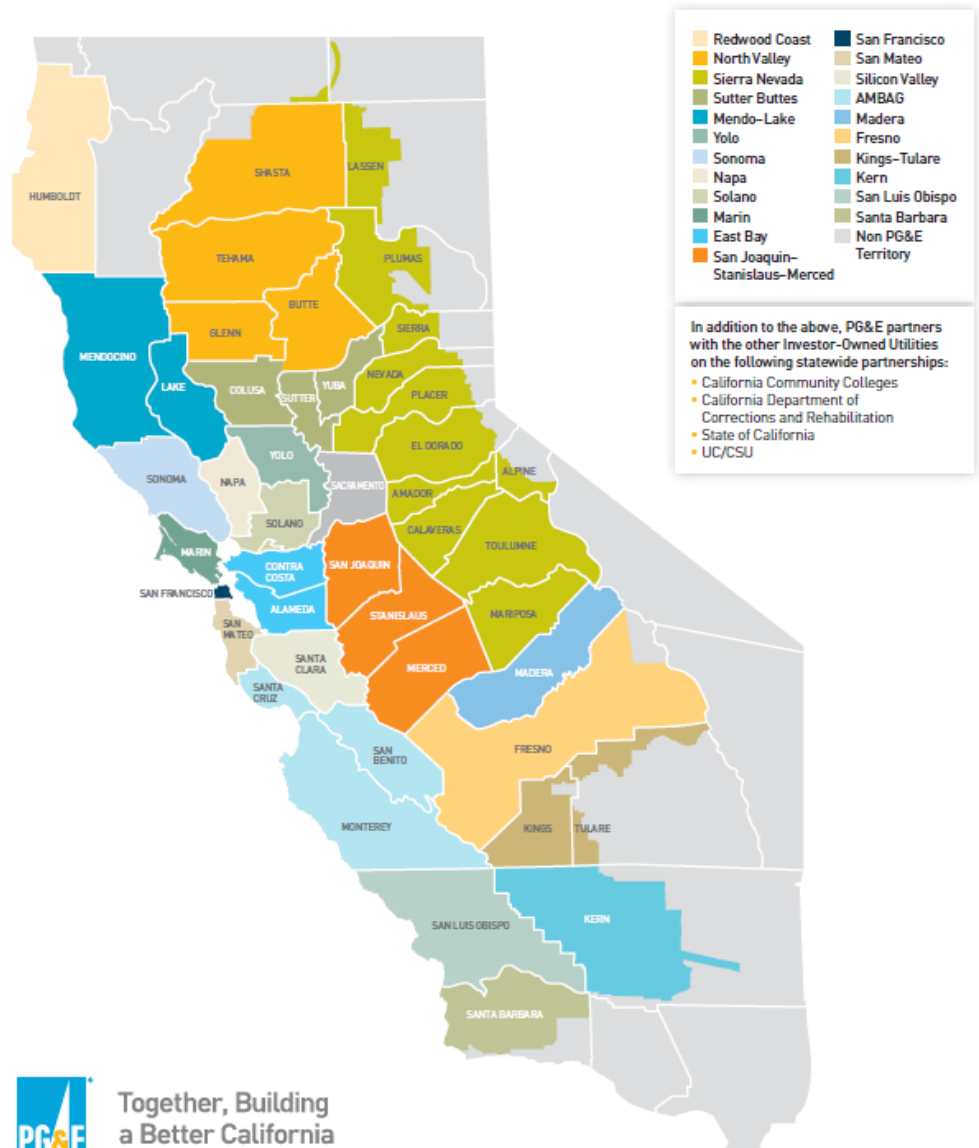 Redwood Coast
North Valley
Sierra Nevada
Sutter Buttes
Mendo–Lake
Yolo
Sonoma
Napa
Solano
Marin
East Bay
San Joaquin–
Stanislaus–Merced
San Francisco
San Mateo
Silicon Valley
AMBAG
Madera
Fresno
Kings–Tulare
Kern
San Luis Obispo
Santa Barbara
Non PG&E
Territory
In addition to the above, PG&E partners
with the other Investor-Owned Utilities
on the following statewide partnerships:
• California Community Colleges
• California Department of
Corrections and Rehabilitation
• State of California
• UC/CSU
SHASTA
LASSEN
HUMBOLDT
TEHAMA
PLUMAS
BUTTE
GLENN
SIERRA
MENDOCINO
LAKE
COLUSA
SUTTER
YUBA
NEVADA
PLACER
EL DORADO
YOLO
ALPINE
SONOMA
NAPA
SACRAMENTO
AMADOR
SOLANO
CALAVERAS
TOULUMNE
MARIN
CONTRA
COSTA
SAN JOAQUIN
SAN FRANCISCO
ALAMEDA
STANISLAUS
MARIPOSA
SAN
MATEO
SANTA
CLARA
MERCED
MADERA
SANTA
CRUZ
SAN
BENITO
FRESNO
MONTEREY
KINGS
TULARE
SAN LUIS OBISPO
KERN
SANTA BARBARA
PG&E
Together, Building
a Better California